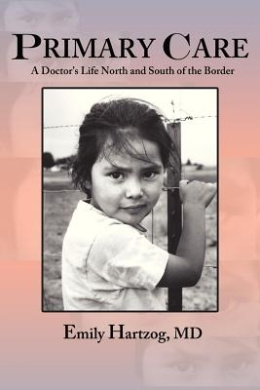 PRIMARY CARE
A Doctor's Life North and South of the Border
Emily Hartzog, MD